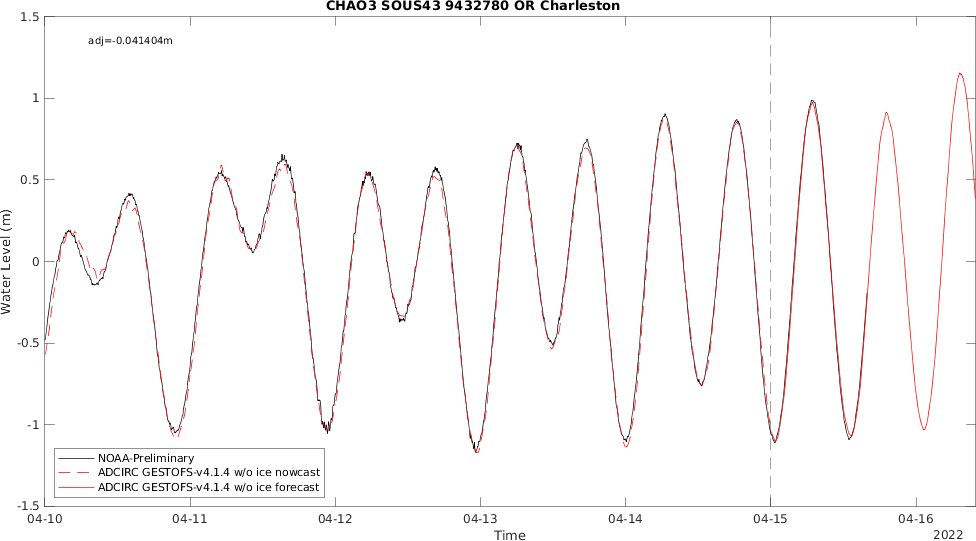 CHAO3 SOUS43 9432780 OR Charleston
adj=-0.041404m
1.5
1
0.5
0
-0.5
-1
-1.5
Water Level (m)
NOAA-Preliminary
ADCIRC GESTOFS-v4.1.4 w/o ice nowcast
ADCIRC GESTOFS-v4.1.4 w/o ice forecast
04-10 04-11 04-12 04-13 04-14 04-15 04-16
Time
2022